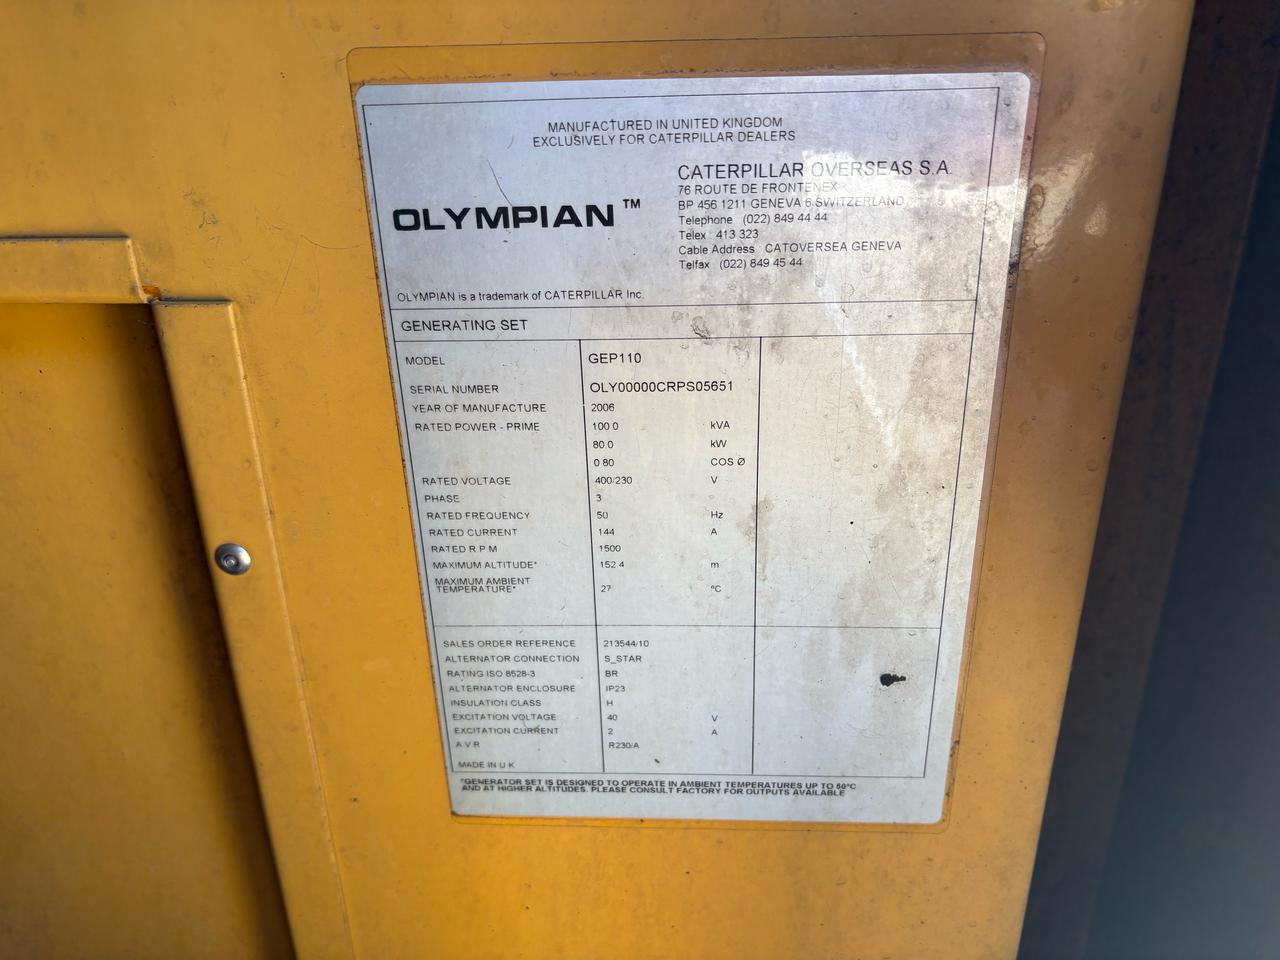 MANUFACTURED IN UNITED KINGDOM
EXCLUSIVELY FOR CATERPILLAR DEALERS
OLYMPIAN™
CATERPILLAR OVERSEAS S.A.
76 ROUTE DE FRONTENEX
BP 456 1211 GENEVA 6 SWITZERLAND
Telephone (022) 849 44 44
Telex 413 323
Cable Address CATOVERSEA GENEVA
Telfax (022) 849 45 44
OLYMPIAN is a trademark of CATERPILLAR Inc.
GENERATING SET
MODEL GEP110
SERIAL NUMBER OLY00000CRPS05651
YEAR OF MANUFACTURE 2006
RATED POWER - PRIME 100.0 kVA
80.0 kW
0.80 COS Ø
RATED VOLTAGE 400/230 V
PHASE 3
RATED FREQUENCY 50 Hz
RATED CURRENT 144 A
RATED R.P.M 1500
MAXIMUM ALTITUDE* 152.4 m
MAXIMUM AMBIENT
TEMPERATURE* 27 °C
SALES ORDER REFERENCE 213544/10
ALTERNATOR CONNECTION S_STAR
RATING ISO 8528-3 BR
ALTERNATOR ENCLOSURE IP23
INSULATION CLASS H
EXCITATION VOLTAGE 40 V
EXCITATION CURRENT 2 A
A.V.R R230/A
MADE IN U.K.
*GENERATOR SET IS DESIGNED TO OPERATE IN AMBIENT TEMPERATURES UP TO 50°C
AND AT HIGHER ALTITUDES. PLEASE CONSULT FACTORY FOR OUTPUTS AVAILABLE